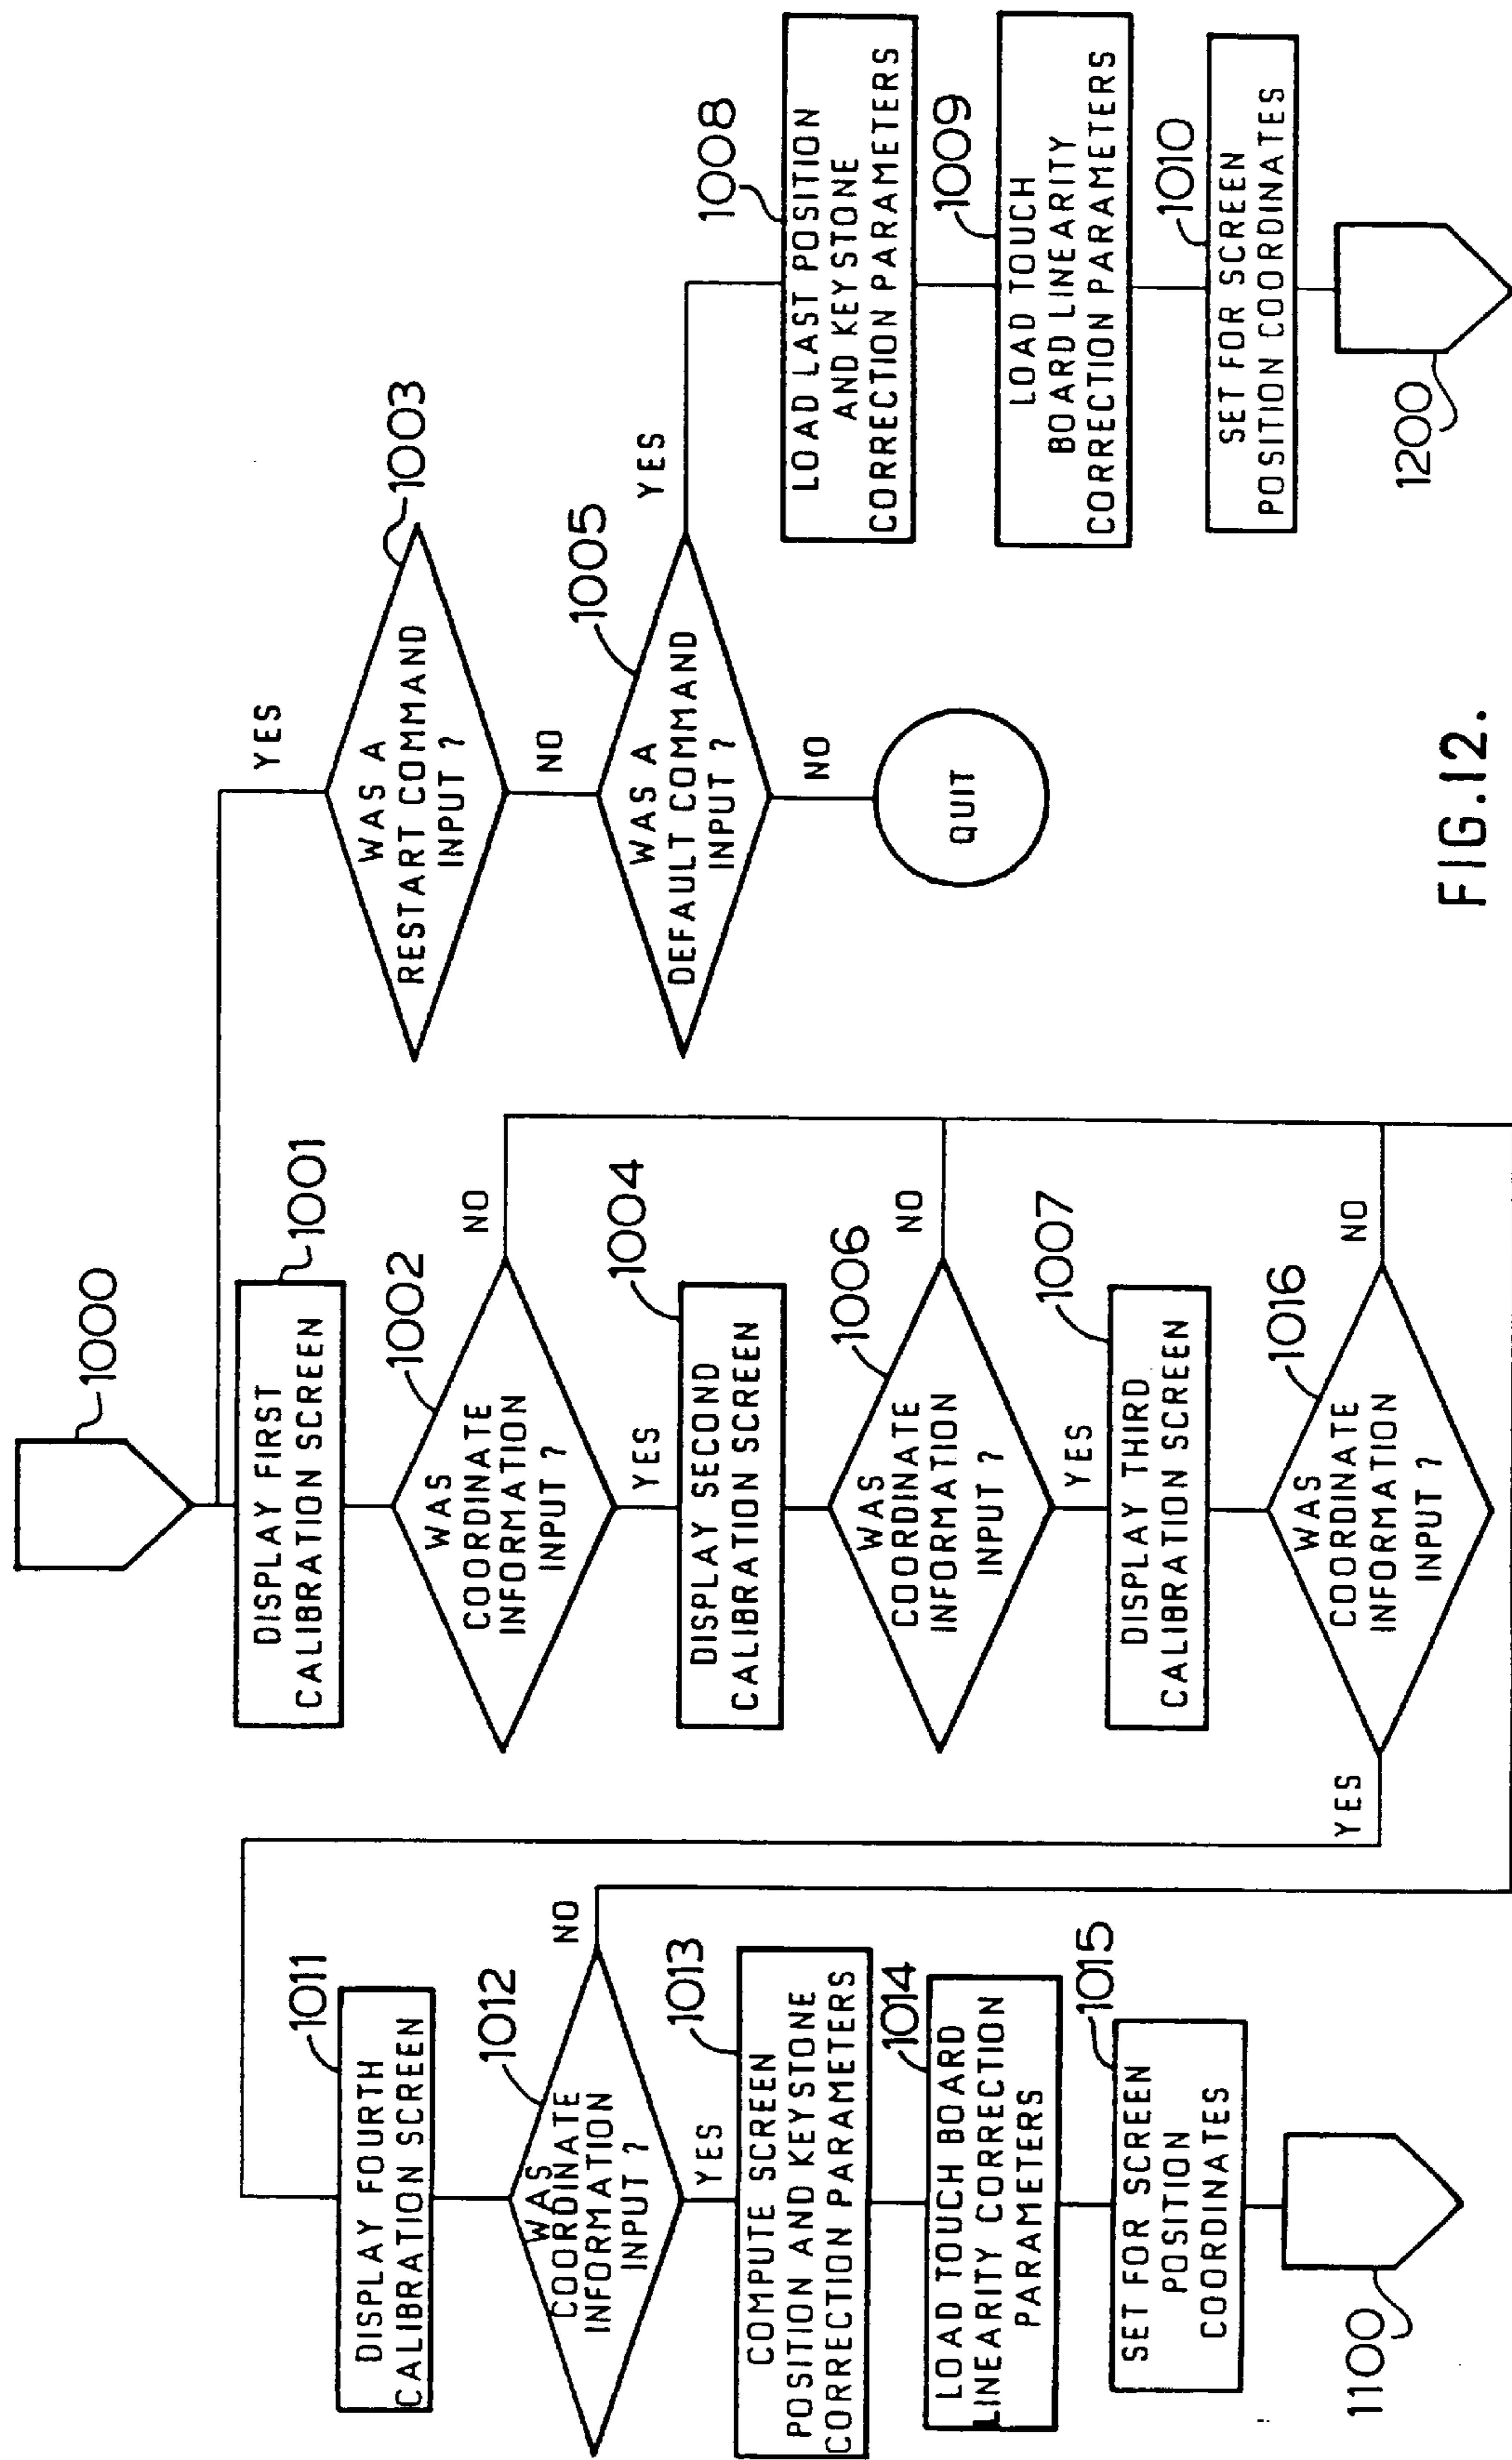 1000
DISPLAY FIRST
CALIBRATION SCREEN
1001
WAS
COORDINATE
INFORMATION
INPUT ?
1002
NO
YES
DISPLAY SECOND
CALIBRATION SCREEN
1004
WAS
COORDINATE
INFORMATION
INPUT ?
1006
NO
YES
DISPLAY THIRD
CALIBRATION SCREEN
1007
WAS
COORDINATE
INFORMATION
INPUT ?
1016
NO
YES
DISPLAY FOURTH
CALIBRATION SCREEN
1011
WAS
COORDINATE
INFORMATION
INPUT ?
1012
NO
YES
COMPUTE SCREEN
POSITION AND KEYSTONE
CORRECTION PARAMETERS
1013
LOAD TOUCH BOARD
LINEARITY CORRECTION
PARAMETERS
1014
SET FOR SCREEN
POSITION
COORDINATES
1015
1100
YES
WAS A
RESTART COMMAND
INPUT ?
1003
NO
WAS A
DEFAULT COMMAND
INPUT ?
1005
YES
NO
QUIT
LOAD LAST POSITION
AND KEYSTONE
CORRECTION PARAMETERS
1008
LOAD TOUCH
BOARD LINEARITY
CORRECTION PARAMETERS
1009
SET FOR SCREEN
POSITION COORDINATES
1010
1200
FIG.12.